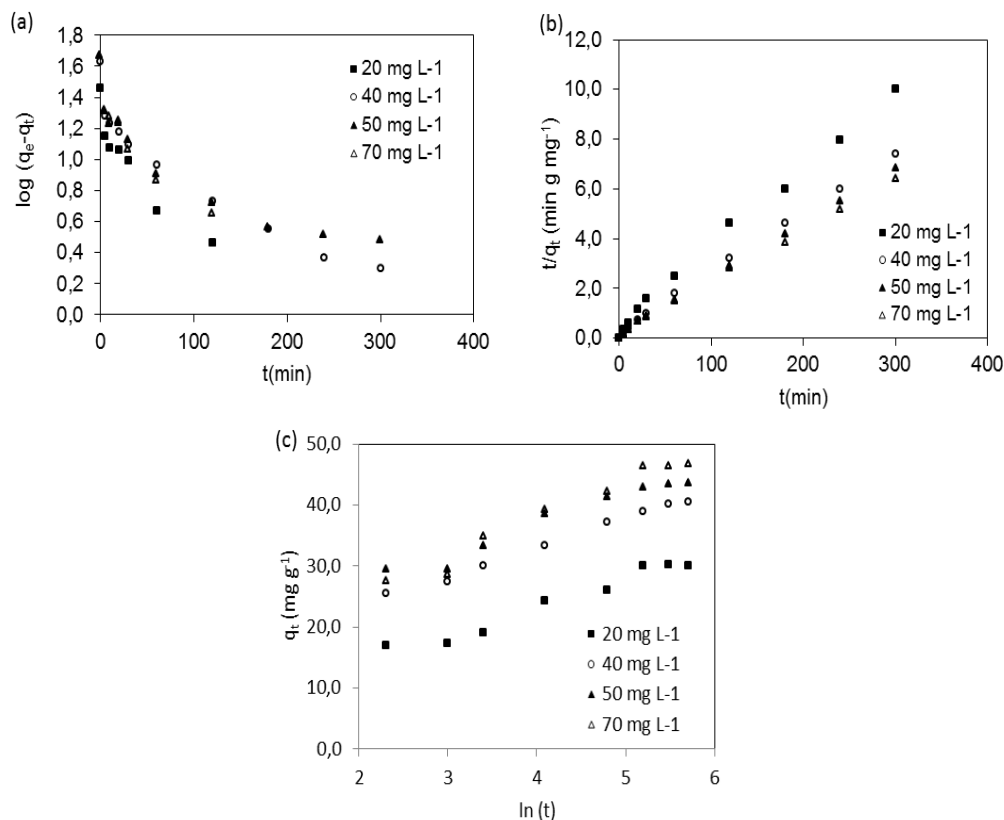 (a)
1,8
1,6
1,4
1,2
1,0
0,8
0,6
0,4
0,2
0,0
log (qe-qt)
0 100 200 300 400
t(min)
20 mg L-1
40 mg L-1
50 mg L-1
70 mg L-1
(b)
12,0
10,0
8,0
6,0
4,0
2,0
0,0
t/qt (min g mg⁻¹)
0 100 200 300 400
t(min)
20 mg L-1
40 mg L-1
50 mg L-1
70 mg L-1
(c)
50,0
40,0
30,0
20,0
10,0
0,0
qt (mg g⁻¹)
2 3 4 5 6
ln (t)
20 mg L-1
40 mg L-1
50 mg L-1
70 mg L-1